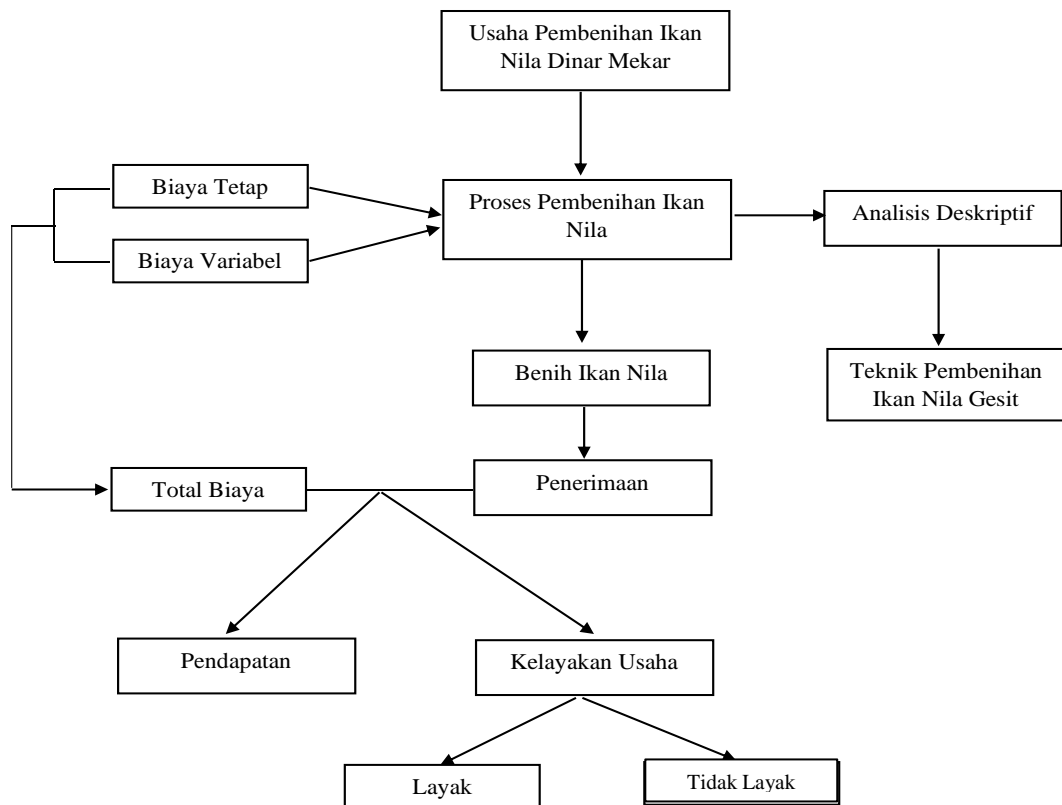 Usaha Pembenihan Ikan
Nila Dinar Mekar
Biaya Tetap
Proses Pembenihan Ikan
Nila
Analisis Deskriptif
Biaya Variabel
Benih Ikan Nila
Teknik Pembenihan
Ikan Nila Gesit
Total Biaya
Penerimaan
Pendapatan
Kelayakan Usaha
Layak
Tidak Layak